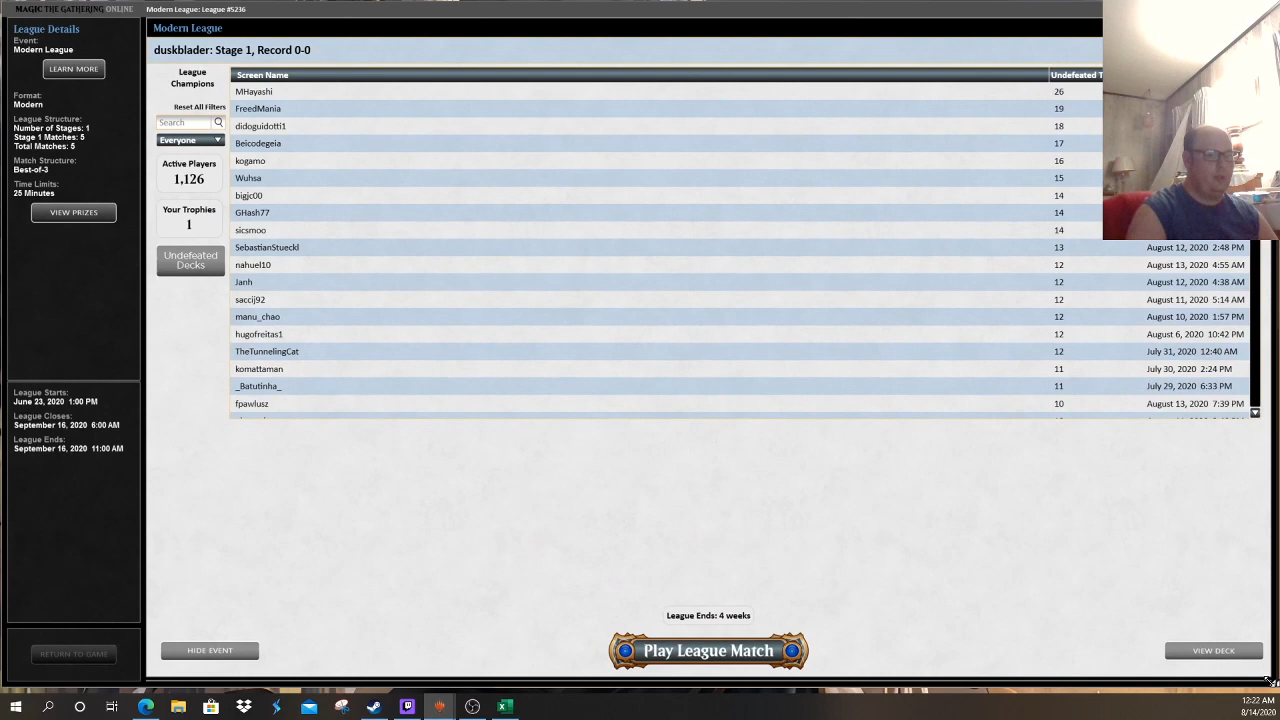 MAGIC THE GATHERING ONLINE
Modern League: League #5236
League Details
Event:
Modern League
LEARN MORE
Format:
Modern
League Structure:
Number of Stages: 1
Stage 1 Matches: 5
Total Matches: 5
Match Structure:
Best-of-3
Time Limits:
25 Minutes
VIEW PRIZES
League Starts:
June 23, 2020 1:00 PM
League Closes:
September 16, 2020 6:00 AM
League Ends:
September 16, 2020 11:00 AM
RETURN TO GAME
Modern League
duskblader: Stage 1, Record 0-0
League
Champions
Reset All Filters
Search
Everyone
Active Players
1,126
Your Trophies
1
Undefeated
Decks
Screen Name Undefeated T
MHayashi 26
FreedMania 19
didoguidotti1 18
Beicodegeia 17
kogamo 16
Wuhsa 15
bigjc00 14
GHash77 14
sicsmoo 14
SebastianStueckl 13 August 12, 2020 2:48 PM
nahuel10 12 August 13, 2020 4:55 AM
Janh 12 August 12, 2020 4:38 AM
saccij92 12 August 11, 2020 5:14 AM
manu_chao 12 August 10, 2020 1:57 PM
hugofreitas1 12 August 6, 2020 10:42 PM
TheTunnelingCat 12 July 31, 2020 12:40 AM
komattaman 11 July 30, 2020 2:24 PM
_Batutinha_ 11 July 29, 2020 6:33 PM
fpawlusz 10 August 13, 2020 7:39 PM
League Ends: 4 weeks
HIDE EVENT
Play League Match
VIEW DECK
12:22 AM
8/14/2020